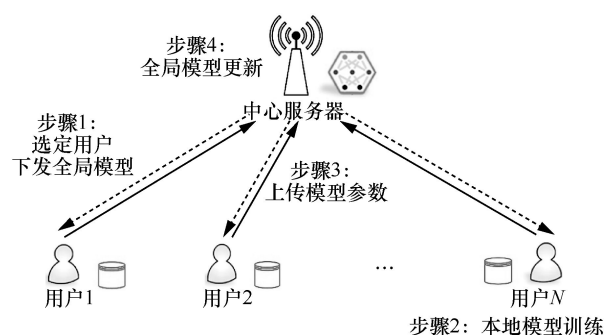 步骤4：
全局模型更新
中心服务器
步骤1：
选定用户
下发全局模型
步骤3：
上传模型参数
用户1
用户2
…
用户N
步骤2：本地模型训练